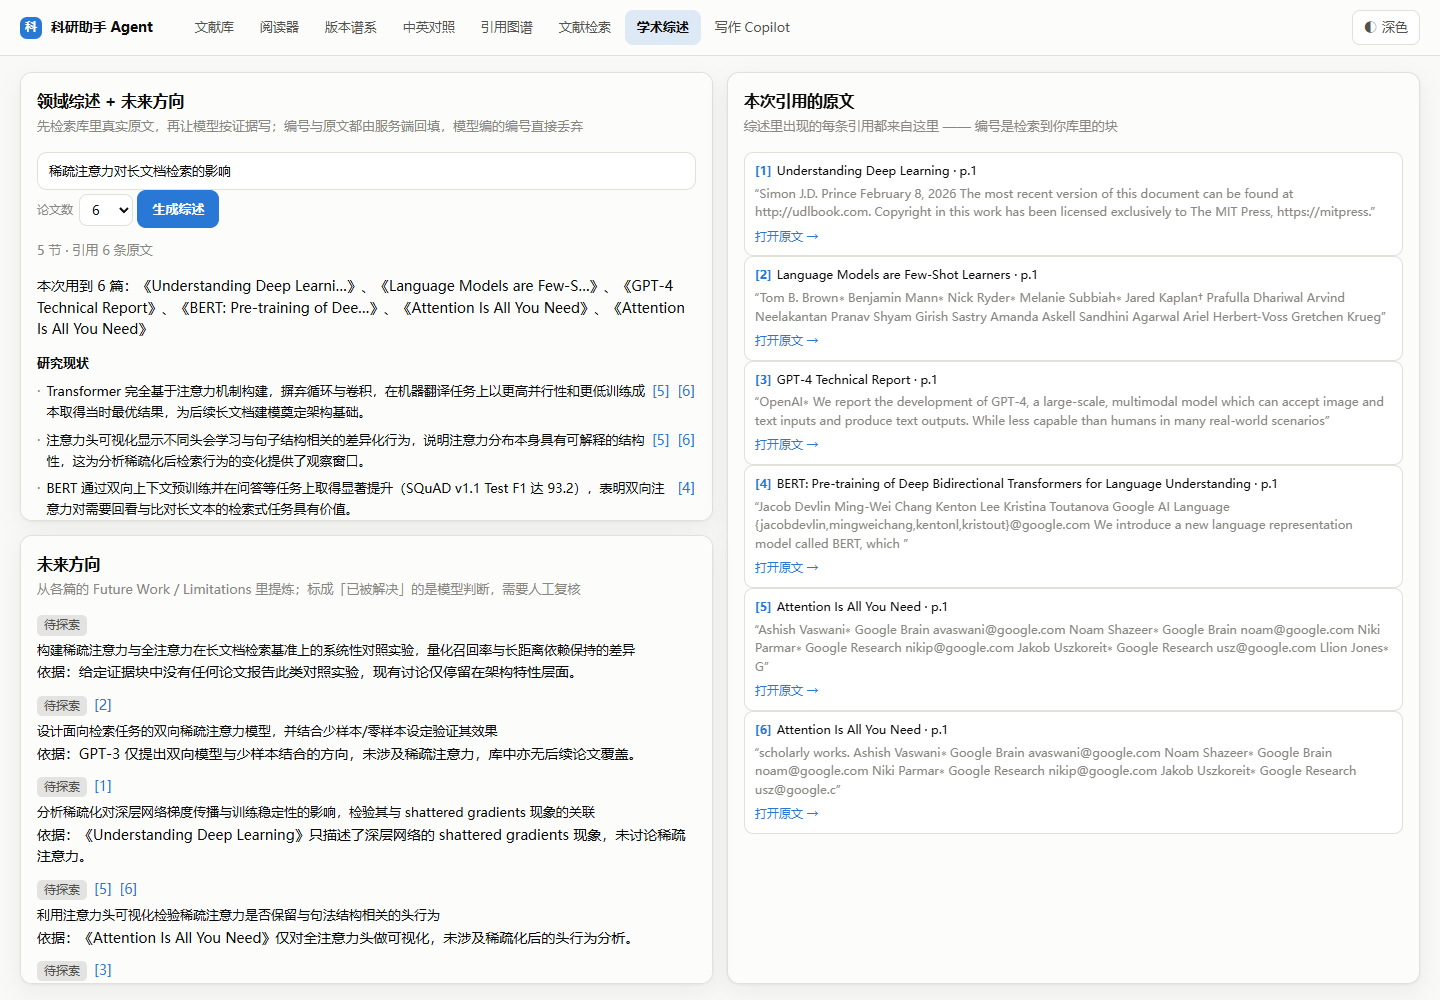 科 科研助手 Agent 文献库 阅读器 版本谱系 中英对照 引用图谱 文献检索 学术综述 写作 Copilot 深色
领域综述 + 未来方向
先检索库里真实原文，再让模型按证据写；编号与原文都由服务端回填，模型编的编号直接丢弃
稀疏注意力对长文档检索的影响
论文数 6 生成综述
5 节 · 引用 6 条原文
本次用到 6 篇：《Understanding Deep Learni…》、《Language Models are Few-S…》、《GPT-4
Technical Report》、《BERT: Pre-training of Dee…》、《Attention Is All You Need》、《Attention
Is All You Need》
研究现状
· Transformer 完全基于注意力机制构建，摒弃循环与卷积，在机器翻译任务上以更高并行性和更低训练成 [5] [6]
本取得当时最优结果，为后续长文档建模奠定架构基础。
· 注意力头可视化显示不同头会学习与句子结构相关的差异化行为，说明注意力分布本身具有可解释的结构 [5] [6]
性，这为分析稀疏化后检索行为的变化提供了观察窗口。
· BERT 通过双向上下文预训练并在问答等任务上取得显著提升（SQuAD v1.1 Test F1 达 93.2），表明双向注 [4]
意力对需要回看与比对长文本的检索式任务具有价值。
未来方向
从各篇的 Future Work / Limitations 里提炼；标成「已被解决」的是模型判断，需要人工复核
待探索
构建稀疏注意力与全注意力在长文档检索基准上的系统性对照实验，量化召回率与长距离依赖保持的差异
依据：给定证据块中没有任何论文报告此类对照实验，现有讨论仅停留在架构特性层面。
待探索 [2]
设计面向检索任务的双向稀疏注意力模型，并结合少样本/零样本设定验证其效果
依据：GPT-3 仅提出双向模型与少样本结合的方向，未涉及稀疏注意力，库中亦无后续论文覆盖。
待探索 [1]
分析稀疏化对深层网络梯度传播与训练稳定性的影响，检验其与 shattered gradients 现象的关联
依据：《Understanding Deep Learning》只描述了深层网络的 shattered gradients 现象，未讨论稀疏
注意力。
待探索 [5] [6]
利用注意力头可视化检验稀疏注意力是否保留与句法结构相关的头行为
依据：《Attention Is All You Need》仅对全注意力头做可视化，未涉及稀疏化后的头行为分析。
待探索 [3]
本次引用的原文
综述里出现的每条引用都来自这里 —— 编号是检索到你库里的块
[1] Understanding Deep Learning · p.1
“Simon J.D. Prince February 8, 2026 The most recent version of this document can be found at
http://udlbook.com. Copyright in this work has been licensed exclusively to The MIT Press, https://mitpress.”
打开原文 →
[2] Language Models are Few-Shot Learners · p.1
“Tom B. Brown∗ Benjamin Mann∗ Nick Ryder∗ Melanie Subbiah∗ Jared Kaplan† Prafulla Dhariwal Arvind
Neelakantan Pranav Shyam Girish Sastry Amanda Askell Sandhini Agarwal Ariel Herbert-Voss Gretchen Krueg”
打开原文 →
[3] GPT-4 Technical Report · p.1
“OpenAI∗ We report the development of GPT-4, a large-scale, multimodal model which can accept image and
text inputs and produce text outputs. While less capable than humans in many real-world scenarios”
打开原文 →
[4] BERT: Pre-training of Deep Bidirectional Transformers for Language Understanding · p.1
“Jacob Devlin Ming-Wei Chang Kenton Lee Kristina Toutanova Google AI Language
{jacobdevlin,mingweichang,kentonl,kristout}@google.com We introduce a new language representation
model called BERT, which ”
打开原文 →
[5] Attention Is All You Need · p.1
“Ashish Vaswani∗ Google Brain avaswani@google.com Noam Shazeer∗ Google Brain noam@google.com Niki
Parmar∗ Google Research nikip@google.com Jakob Uszkoreit∗ Google Research usz@google.com Llion Jones∗
G”
打开原文 →
[6] Attention Is All You Need · p.1
“scholarly works. Ashish Vaswani∗ Google Brain avaswani@google.com Noam Shazeer∗ Google Brain
noam@google.com Niki Parmar∗ Google Research nikip@google.com Jakob Uszkoreit∗ Google Research
usz@google.c”
打开原文 →